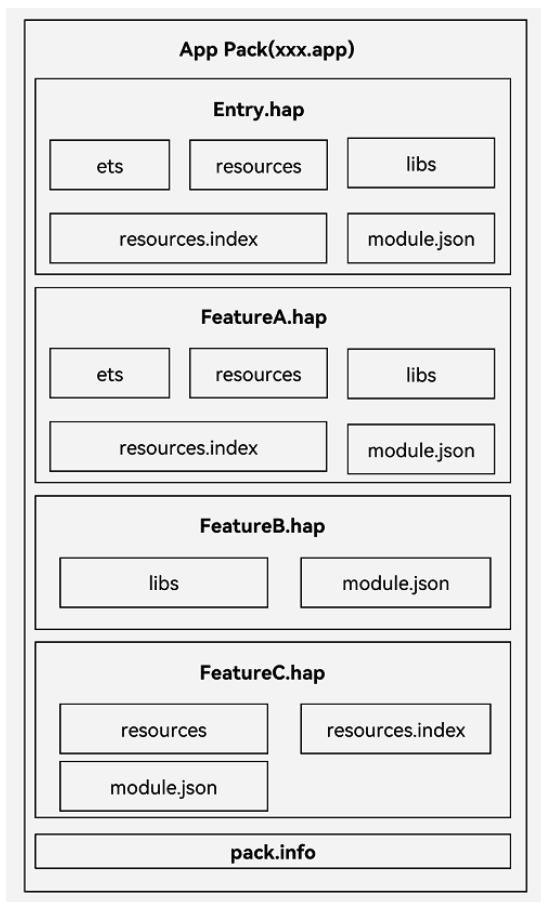 App Pack(xxx.app)
Entry.hap
ets
resources
libs
resources.index
module.json
FeatureA.hap
ets
resources
libs
resources.index
module.json
FeatureB.hap
libs
module.json
FeatureC.hap
resources
resources.index
module.json
pack.info